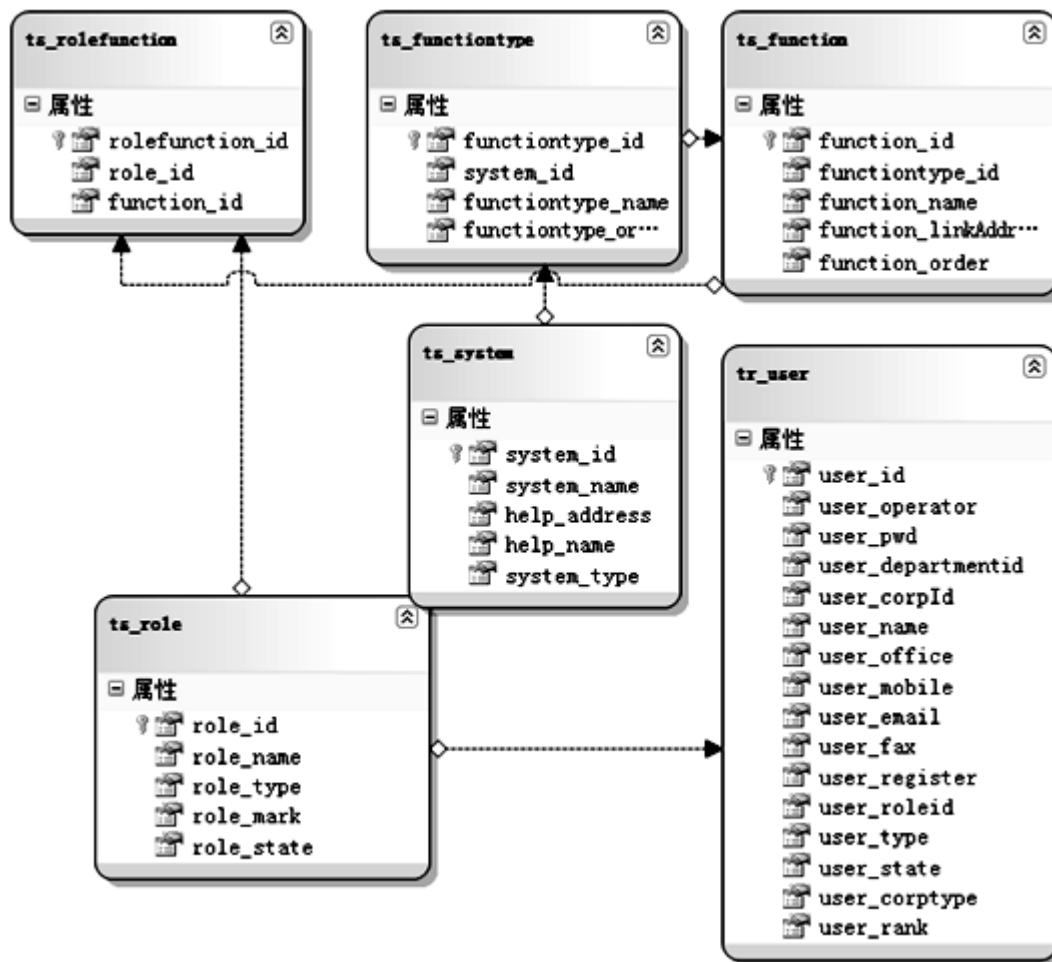 ts_rolefunction
属性
rolefunction_id
role_id
function_id
ts_functiontype
属性
functiontype_id
system_id
functiontype_name
functiontype_or…
ts_function
属性
function_id
functiontype_id
function_name
function_linkAddr…
function_order
ts_system
属性
system_id
system_name
help_address
help_name
system_type
tr_user
属性
user_id
user_operator
user_pwd
user_departmentid
user_corpId
user_name
user_office
user_mobile
user_email
user_fax
user_register
user_roleid
user_type
user_state
user_corptype
user_rank
ts_role
属性
role_id
role_name
role_type
role_mark
role_state